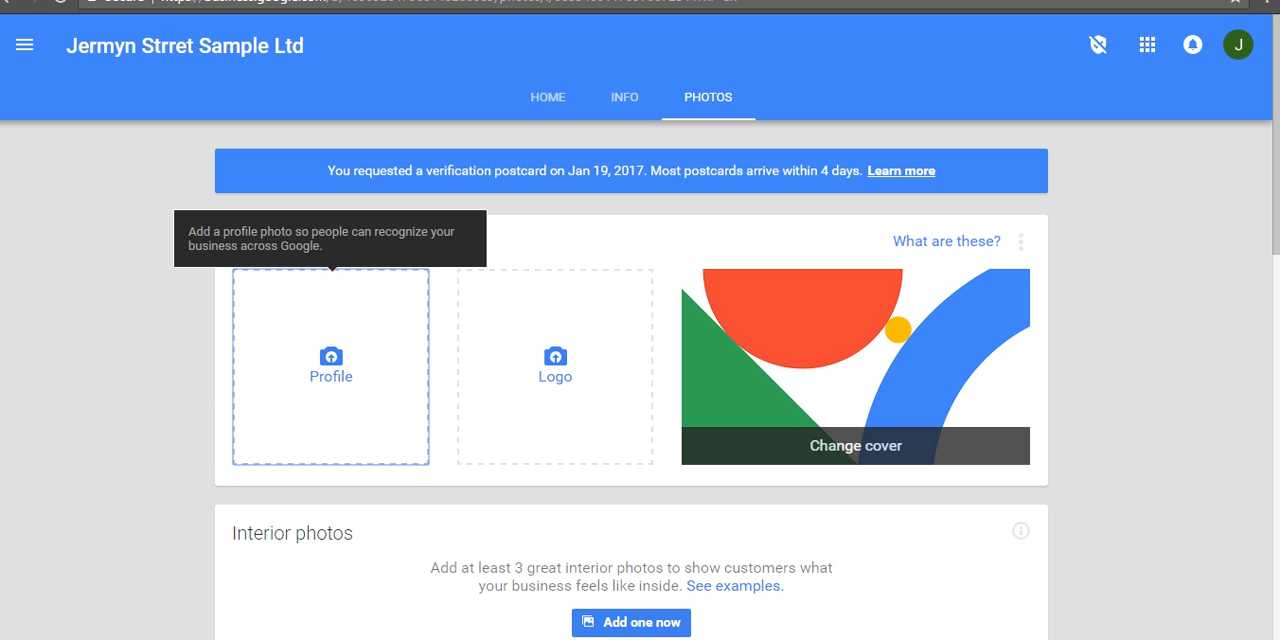 Jermyn Strret Sample Ltd
J
HOME INFO PHOTOS
You requested a verification postcard on Jan 19, 2017. Most postcards arrive within 4 days. Learn more
Add a profile photo so people can recognize your
business across Google.
What are these?
Profile
Logo
Change cover
Interior photos
Add at least 3 great interior photos to show customers what
your business feels like inside. See examples.
Add one now